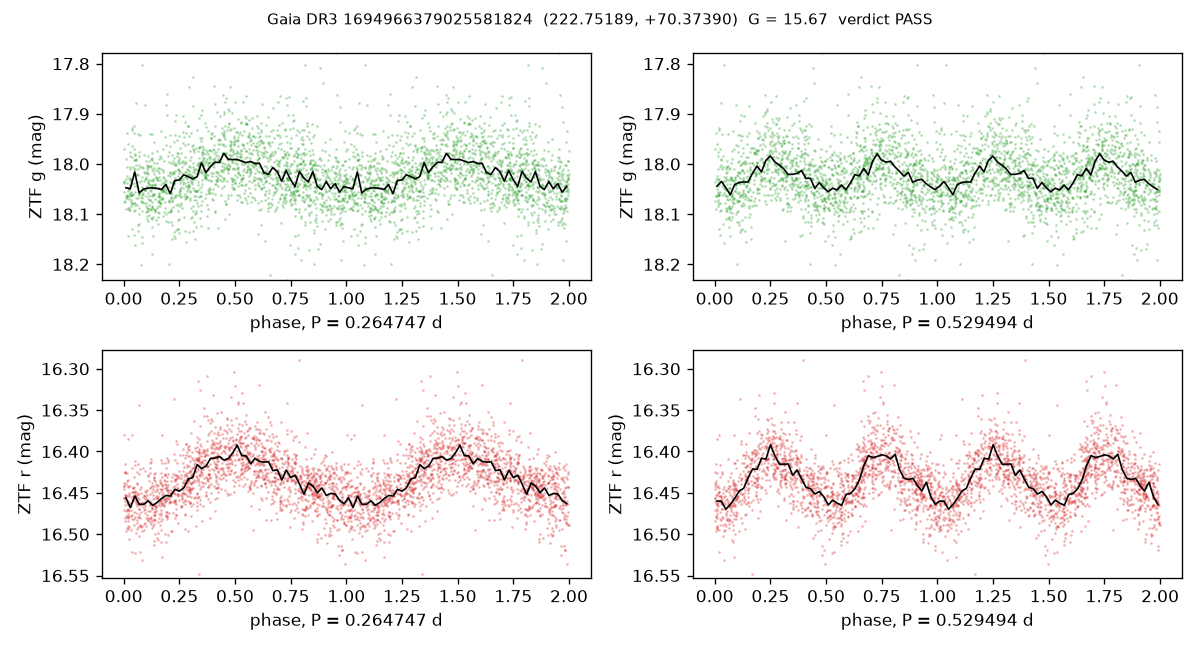 Gaia DR3 1694966379025581824 (222.75189, +70.37390) G = 15.67 verdict PASS
ZTF g (mag)
17.8
17.9
18.0
18.1
18.2
0.00 0.25 0.50 0.75 1.00 1.25 1.50 1.75 2.00
phase, P = 0.264747 d
ZTF g (mag)
17.8
17.9
18.0
18.1
18.2
0.00 0.25 0.50 0.75 1.00 1.25 1.50 1.75 2.00
phase, P = 0.529494 d
ZTF r (mag)
16.30
16.35
16.40
16.45
16.50
16.55
0.00 0.25 0.50 0.75 1.00 1.25 1.50 1.75 2.00
phase, P = 0.264747 d
ZTF r (mag)
16.30
16.35
16.40
16.45
16.50
16.55
0.00 0.25 0.50 0.75 1.00 1.25 1.50 1.75 2.00
phase, P = 0.529494 d